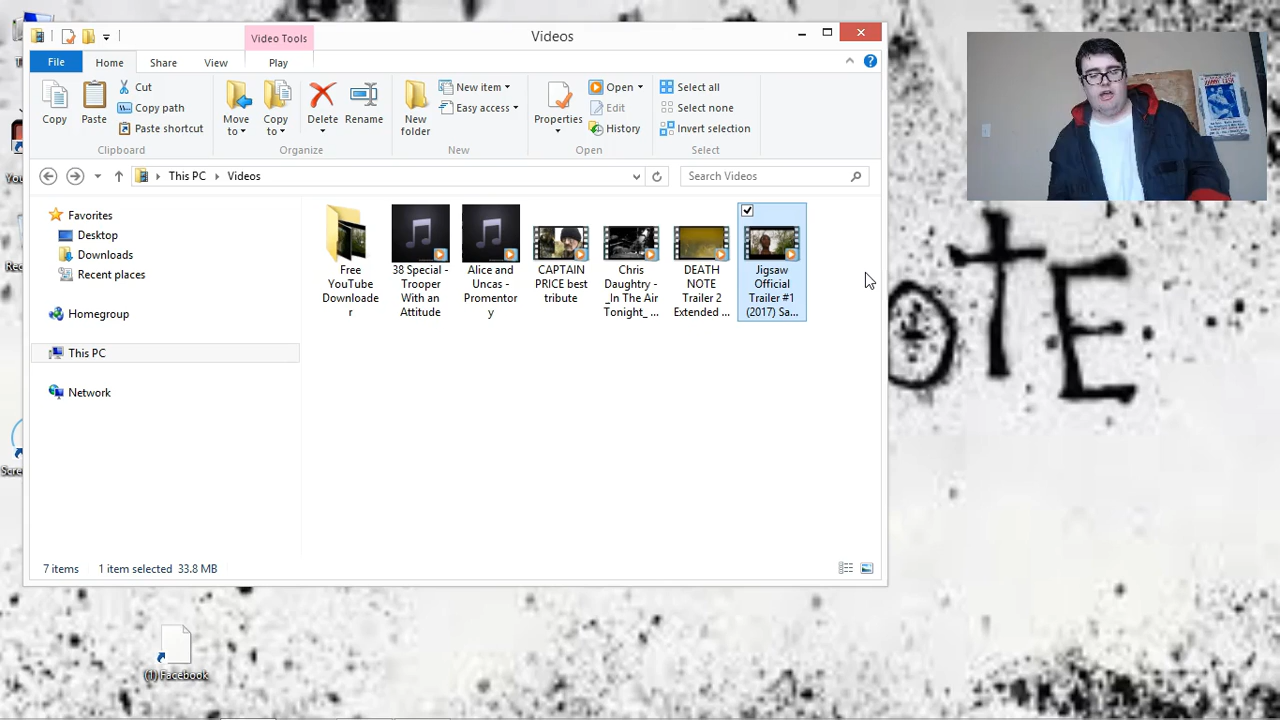 Video Tools
Videos
File
Home
Share
View
Play
Copy
Paste
Cut
Copy path
Paste shortcut
Clipboard
Move
to
Copy
to
Delete
Rename
Organize
New
folder
New item
Easy access
New
Properties
Open
Edit
History
Open
Select all
Select none
Invert selection
Select
This PC
Videos
Search Videos
Favorites
Desktop
Downloads
Recent places
Homegroup
This PC
Network
Free
YouTube
Downloade
r
38 Special -
Trooper
With an
Attitude
Alice and
Uncas -
Promentor
y
CAPTAIN
PRICE best
tribute
Chris
Daughtry -
_In The Air
Tonight_ ...
DEATH
NOTE
Trailer 2
Extended ...
Jigsaw
Official
Trailer #1
(2017) Sa...
7 items
1 item selected
33.8 MB
(1) Facebook
OTE